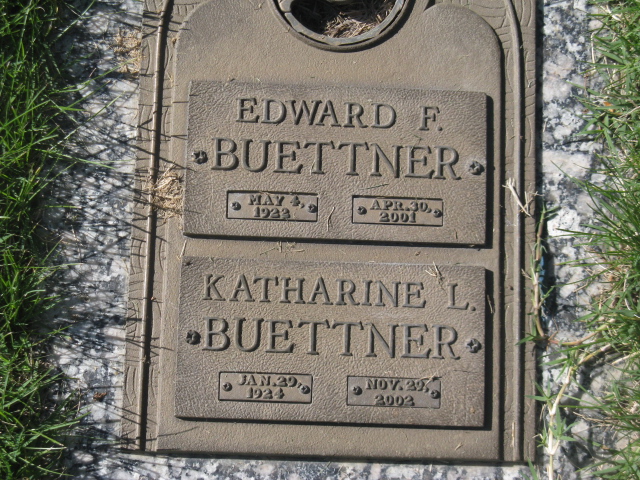 EDWARD F.
BUETTNER
MAY 4, 1922
APR. 30, 2001
KATHARINE L.
BUETTNER
JAN. 29, 1924
NOV. 29, 2002